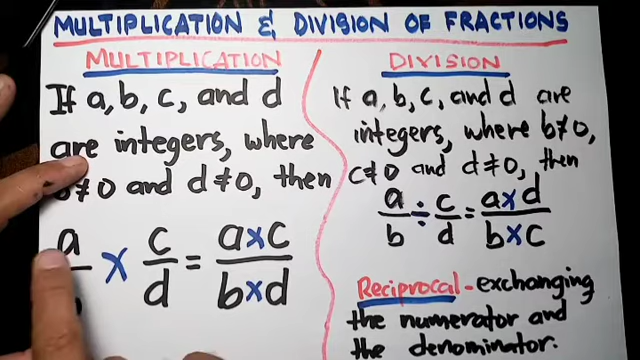 MULTIPLICATION & DIVISION OF FRACTIONS
MULTIPLICATION
If a, b, c, and d
are integers, where
≠0 and d≠0, then
a × c/d = a×c/b×d
DIVISION
If a, b, c, and d are
integers, where b≠0,
c≠0 and d≠0, then
a/b ÷ c/d = a×d/b×c
Reciprocal - exchanging
the numerator and
the denominator.